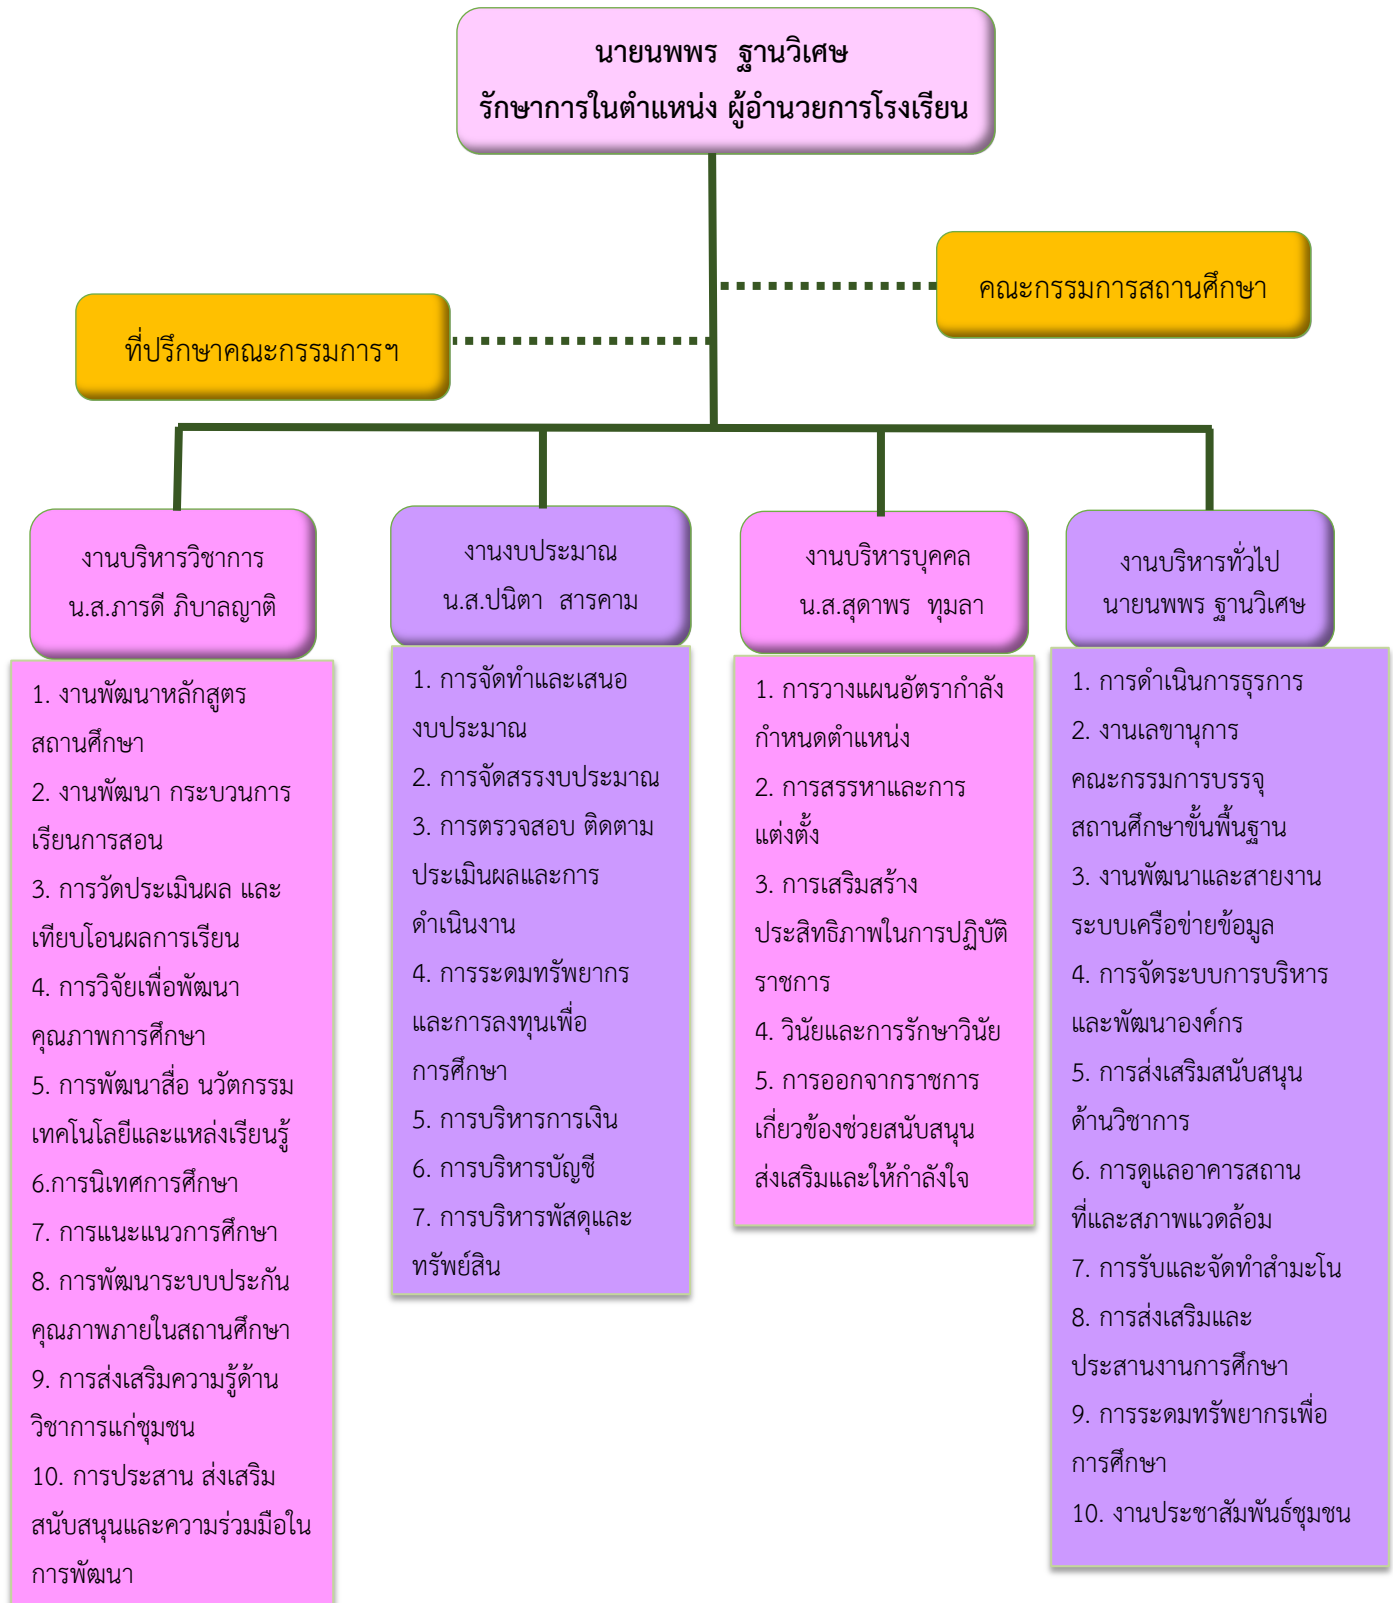 นายนพพร  ฐานวิเศษ
รักษาการในตำแหน่ง ผู้อำนวยการโรงเรียน
คณะกรรมการสถานศึกษา
ที่ปรึกษาคณะกรรมการฯ
งานบริหารวิชาการ
น.ส.ภารดี ภิบาลญาติ
1. งานพัฒนาหลักสูตร
สถานศึกษา
2. งานพัฒนา กระบวนการ
เรียนการสอน
3. การวัดประเมินผล และ
เทียบโอนผลการเรียน
4. การวิจัยเพื่อพัฒนา
คุณภาพการศึกษา
5. การพัฒนาสื่อ นวัตกรรม
เทคโนโลยีและแหล่งเรียนรู้
6.การนิเทศการศึกษา
7. การแนะแนวการศึกษา
8. การพัฒนาระบบประกัน
คุณภาพภายในสถานศึกษา
9. การส่งเสริมความรู้ด้าน
วิชาการแก่ชุมชน
10. การประสาน ส่งเสริม
สนับสนุนและความร่วมมือใน
การพัฒนา
งานงบประมาณ
น.ส.ปนิตา  สารคาม
1. การจัดทำและเสนอ
งบประมาณ
2. การจัดสรรงบประมาณ
3. การตรวจสอบ ติดตาม
ประเมินผลและการ
ดำเนินงาน
4. การระดมทรัพยากร
และการลงทุนเพื่อ
การศึกษา
5. การบริหารการเงิน
6. การบริหารบัญชี
7. การบริหารพัสดุและ
ทรัพย์สิน
งานบริหารบุคคล
น.ส.สุดาพร  ทุมลา
1. การวางแผนอัตรากำลัง
กำหนดตำแหน่ง
2. การสรรหาและการ
แต่งตั้ง
3. การเสริมสร้าง
ประสิทธิภาพในการปฏิบัติ
ราชการ
4. วินัยและการรักษาวินัย
5. การออกจากราชการ
เกี่ยวข้องช่วยสนับสนุน
ส่งเสริมและให้กำลังใจ
งานบริหารทั่วไป
นายนพพร ฐานวิเศษ
1. การดำเนินการธุรการ
2. งานเลขานุการ
คณะกรรมการบรรจุ
สถานศึกษาขั้นพื้นฐาน
3. งานพัฒนาและสายงาน
ระบบเครือข่ายข้อมูล
4. การจัดระบบการบริหาร
และพัฒนาองค์กร
5. การส่งเสริมสนับสนุน
ด้านวิชาการ
6. การดูแลอาคารสถาน
ที่และสภาพแวดล้อม
7. การรับและจัดทำสำมะโน
8. การส่งเสริมและ
ประสานงานการศึกษา
9. การระดมทรัพยากรเพื่อ
การศึกษา
10. งานประชาสัมพันธ์ชุมชน